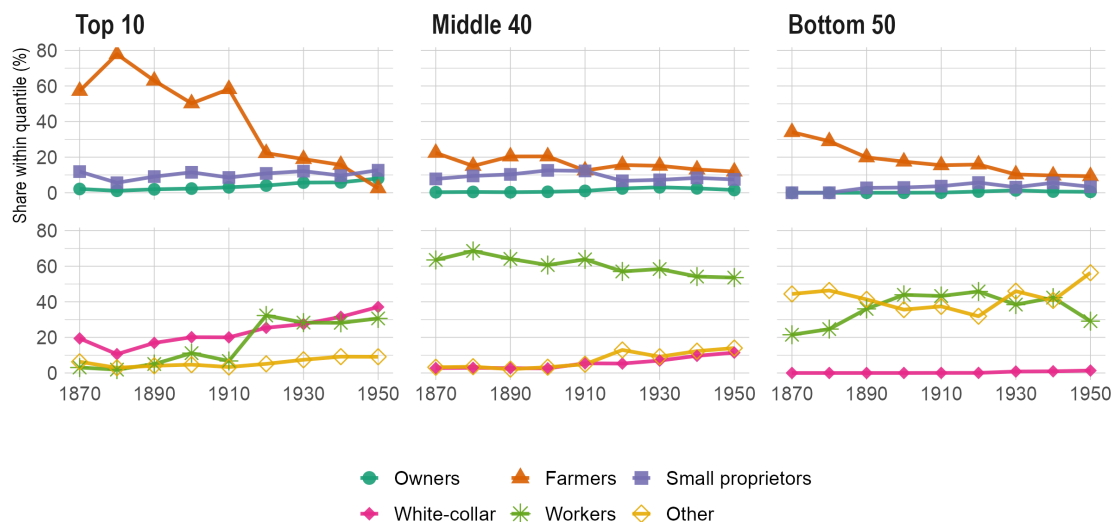 Top 10
Middle 40
Bottom 50
Share within quantile (%)
80
60
40
20
0
80
60
40
20
0
1870 1890 1910 1930 1950
1870 1890 1910 1930 1950
1870 1890 1910 1930 1950
Owners
Farmers
Small proprietors
White-collar
Workers
Other